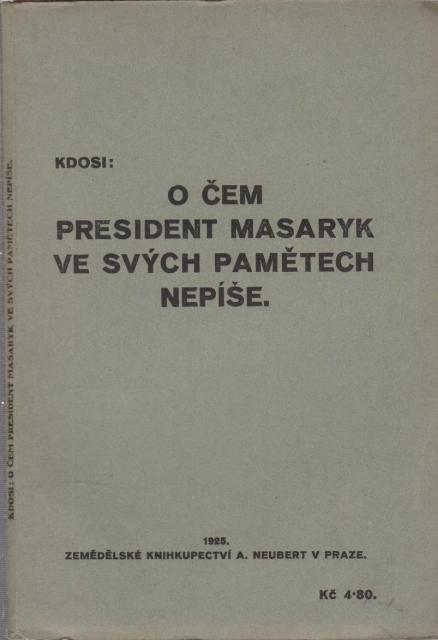 KDOSI:
O ČEM
PRESIDENT MASARYK
VE SVÝCH PAMĚTECH
NEPÍŠE.
1925.
ZEMĚDĚLSKÉ KNIHKUPECTVÍ A. NEUBERT V PRAZE.
Kč 4·80.
KDOSI: O ČEM PRESIDENT MASARYK VE SVÝCH PAMĚTECH NEPÍŠE.